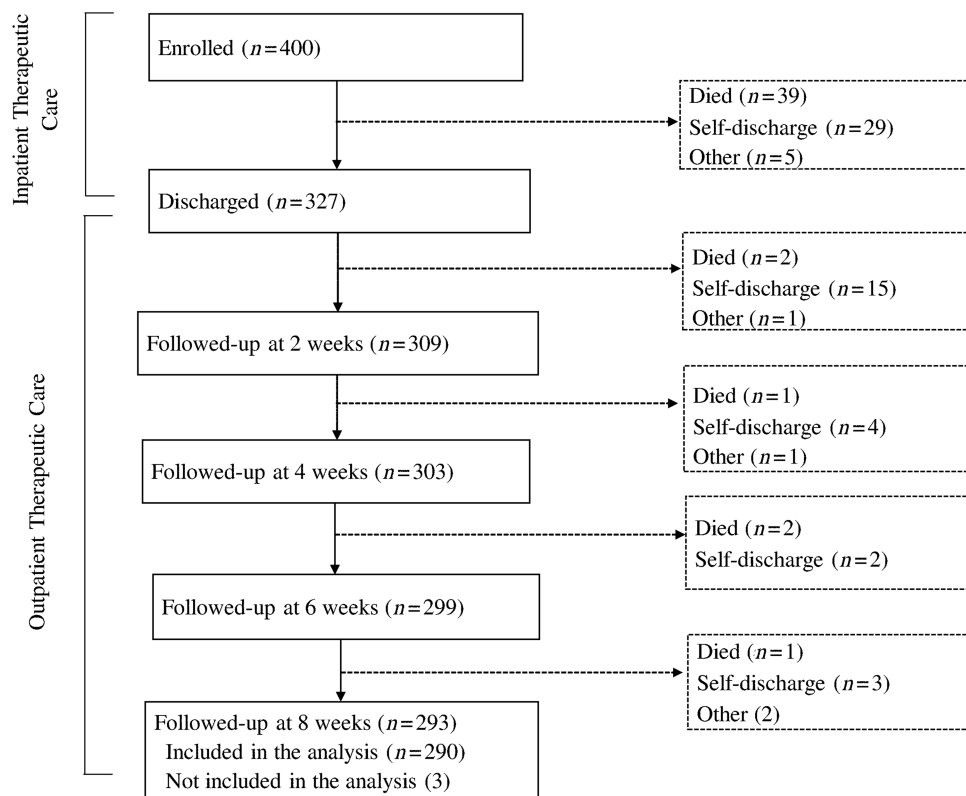 Inpatient Therapeutic
Care
Enrolled (n=400)
Died (n=39)
Self-discharge (n=29)
Other (n=5)
Discharged (n=327)
Outpatient Therapeutic Care
Died (n=2)
Self-discharge (n=15)
Other (n=1)
Followed-up at 2 weeks (n=309)
Died (n=1)
Self-discharge (n=4)
Other (n=1)
Followed-up at 4 weeks (n=303)
Died (n=2)
Self-discharge (n=2)
Followed-up at 6 weeks (n=299)
Died (n=1)
Self-discharge (n=3)
Other (2)
Followed-up at 8 weeks (n=293)
Included in the analysis (n=290)
Not included in the analysis (3)